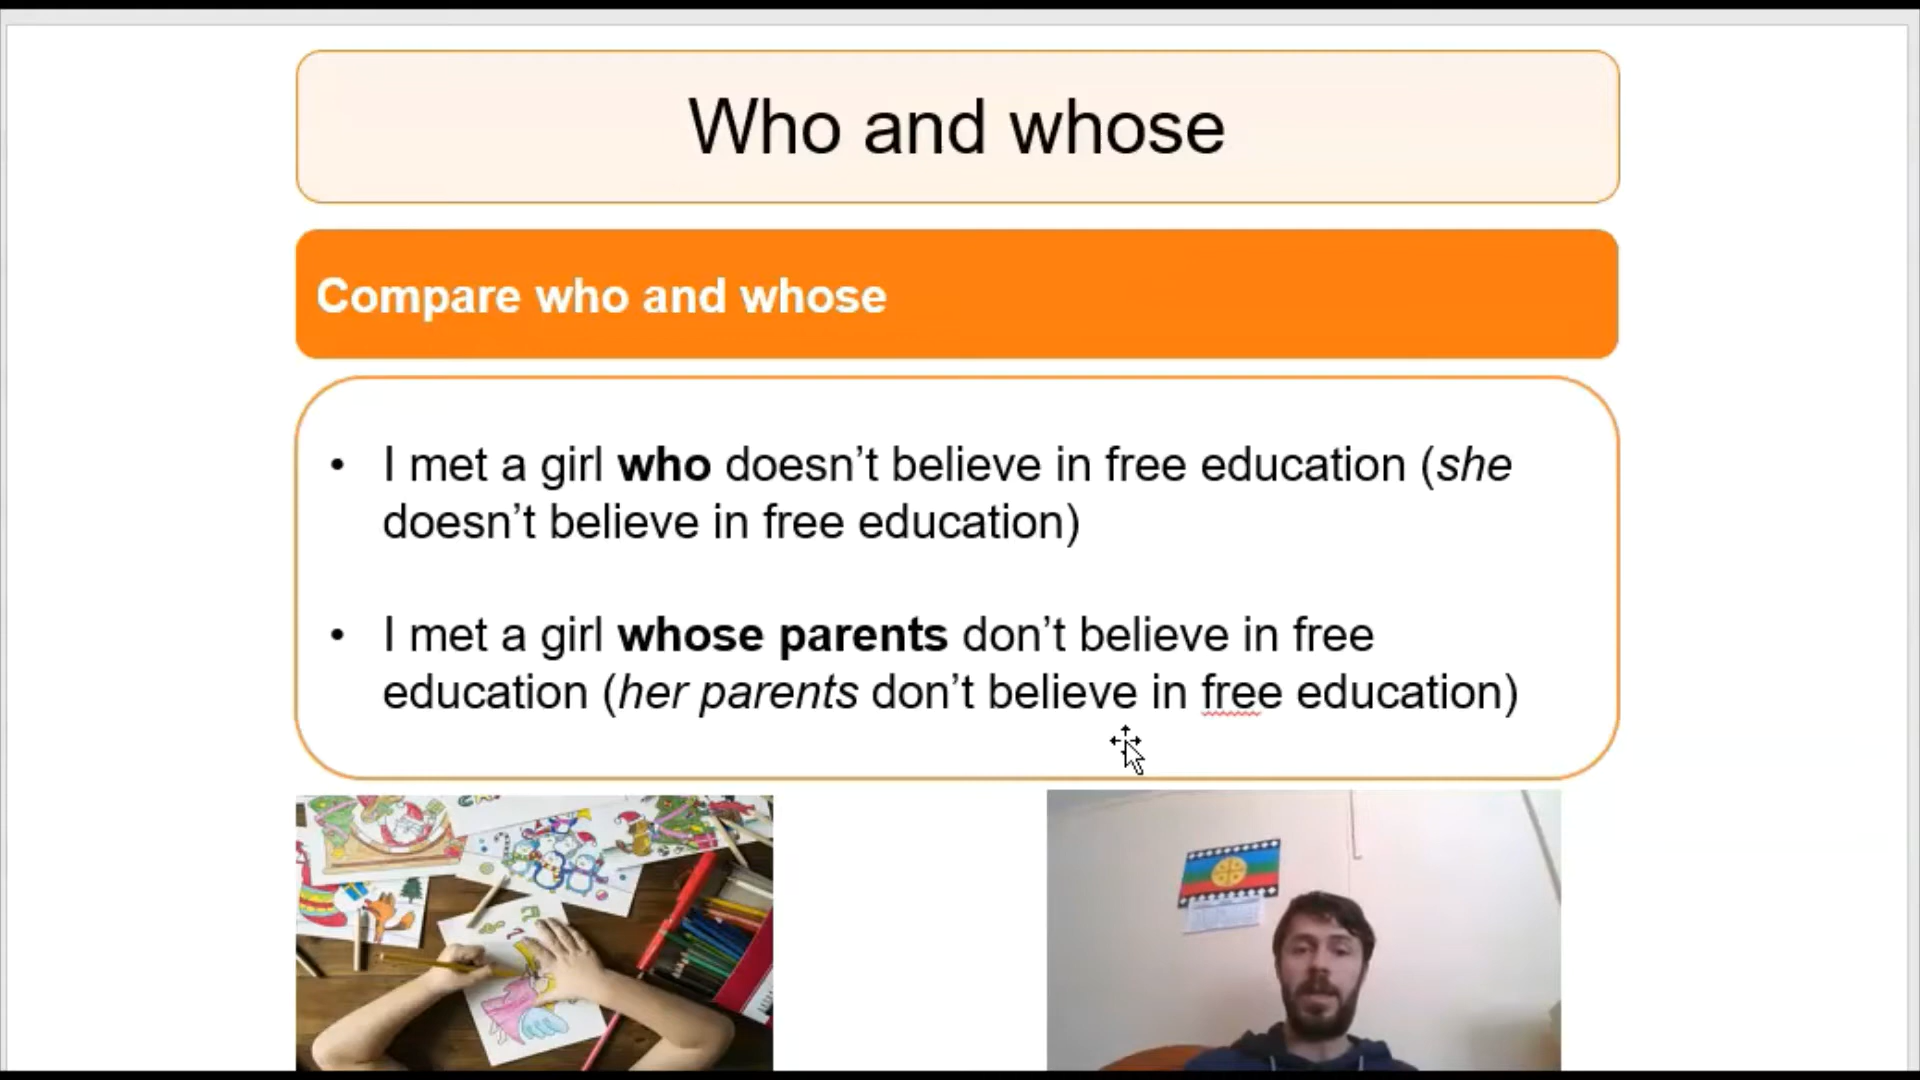 Who and whose
Compare who and whose
• I met a girl who doesn’t believe in free education (she
doesn’t believe in free education)
• I met a girl whose parents don’t believe in free
education (her parents don’t believe in free education)